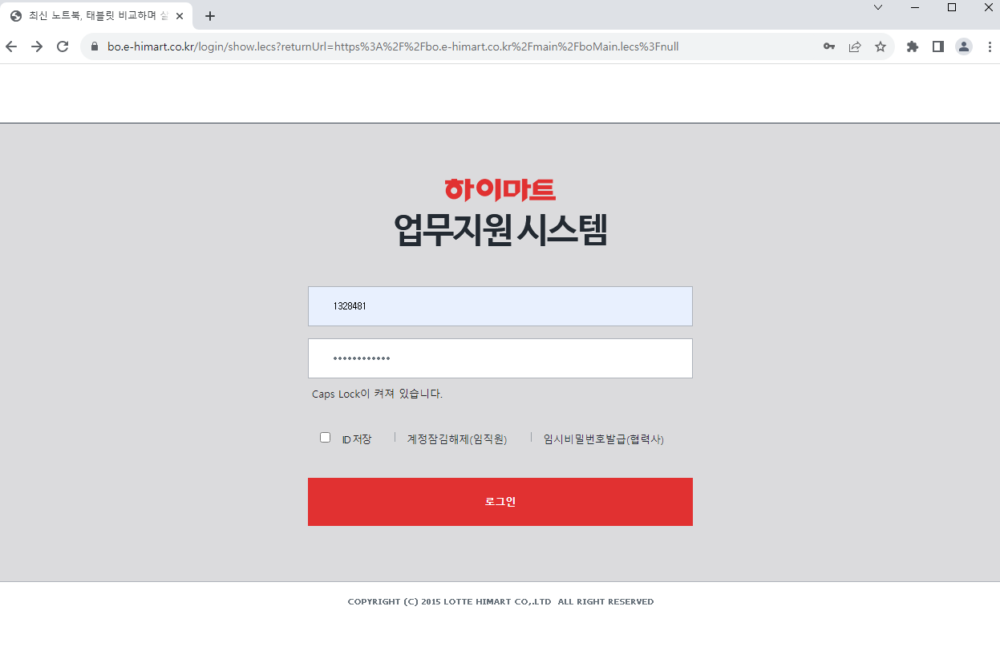 최신 노트북, 태블릿 비교하며
bo.e-himart.co.kr/login/show.lecs?returnUrl=https%3A%2F%2Fbo.e-himart.co.kr%2Fmain%2FboMain.lecs%3Fnull
하이마트
업무지원 시스템
1328481
••••••••••••
Caps Lock이 켜져 있습니다.
ID 저장 | 계정잠김해제(임직원) | 임시비밀번호발급(협력사)
로그인
COPYRIGHT (C) 2015 LOTTE HIMART CO,.LTD ALL RIGHT RESERVED